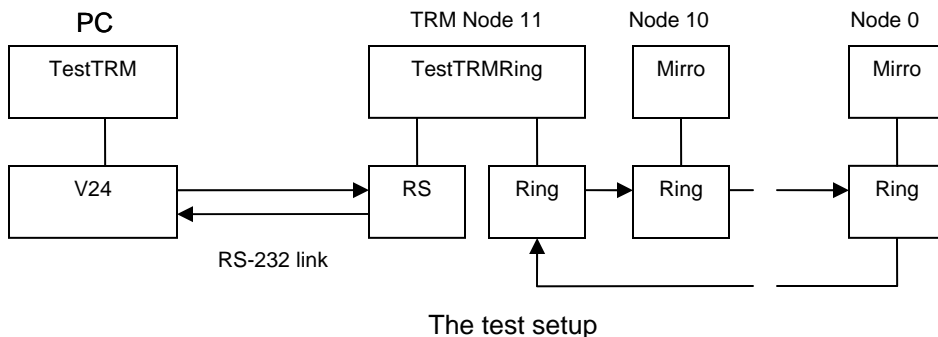 PC
TRM Node 11
Node 10
Node 0
TestTRM
TestTRMRing
Mirro
Mirro
V24
RS
Ring
Ring
Ring
RS-232 link
The test setup